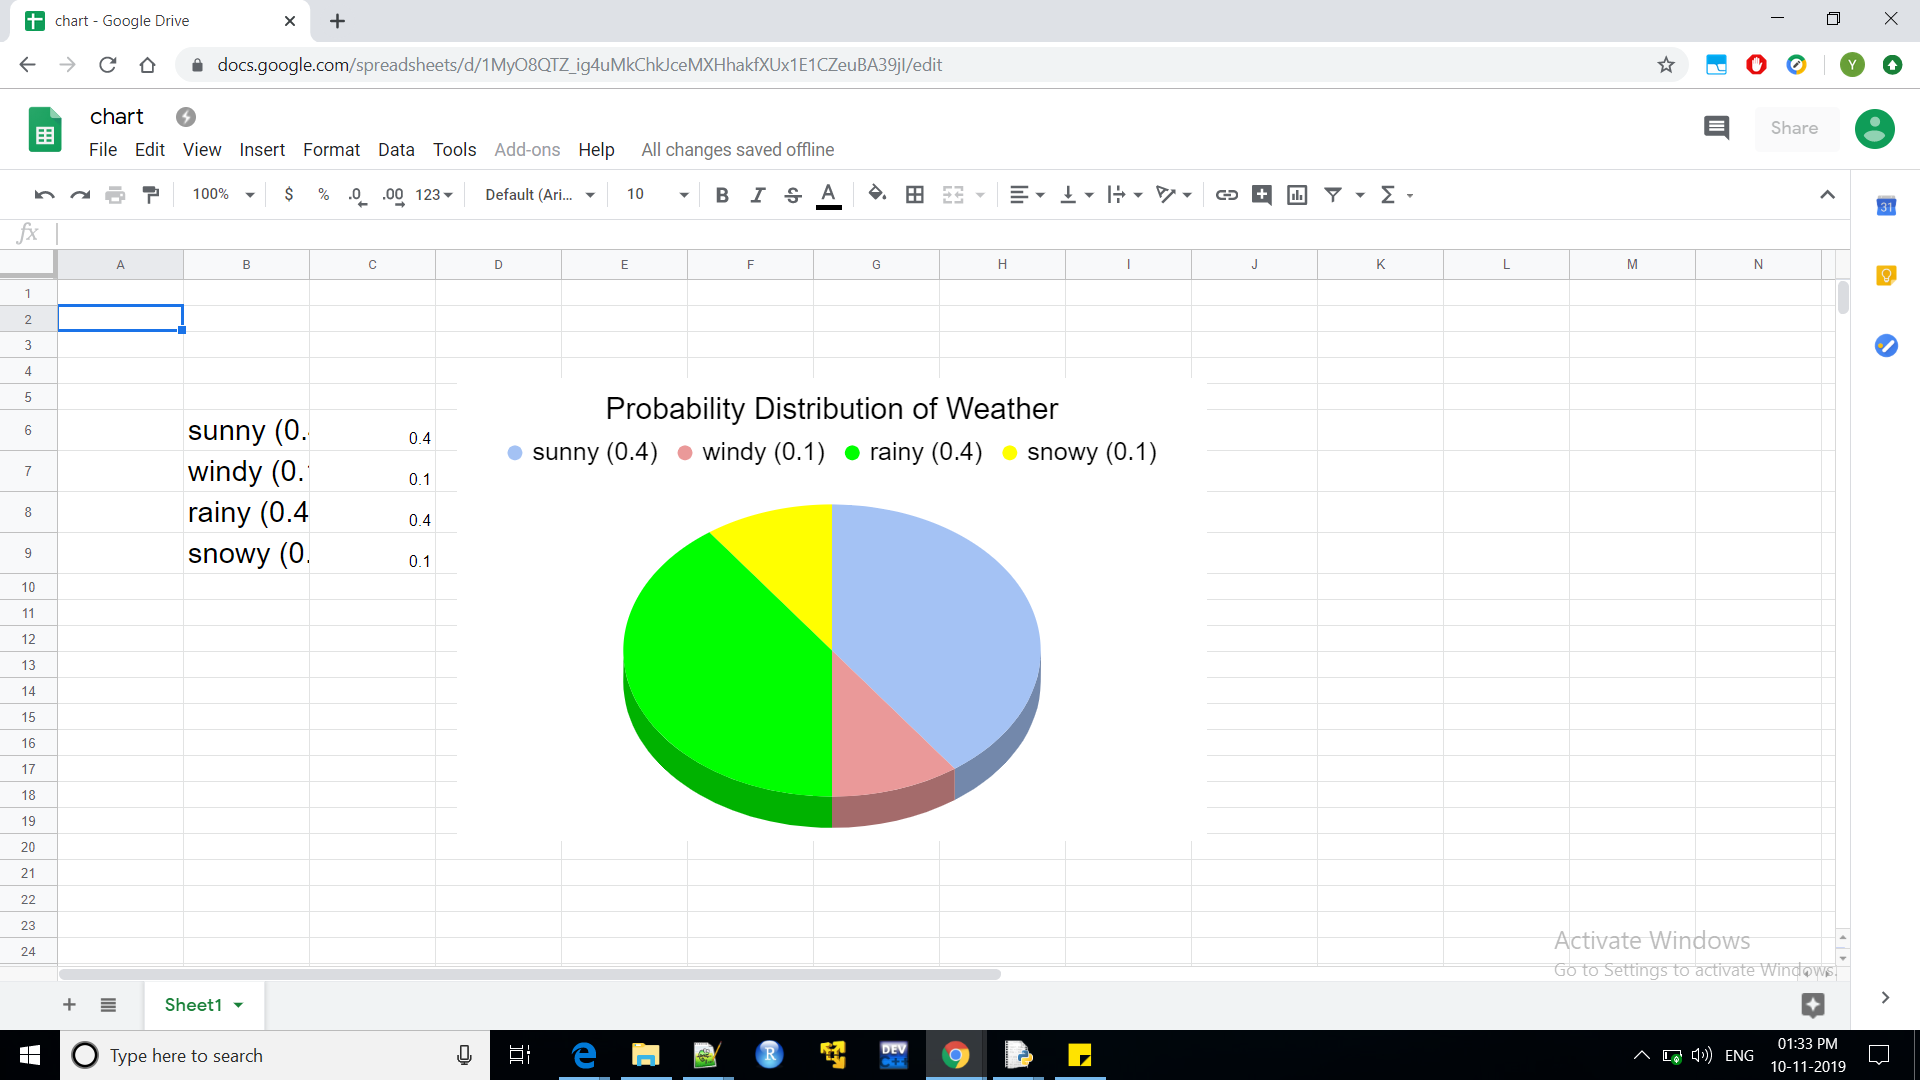 chart - Google Drive
docs.google.com/spreadsheets/d/1MyO8QTZ_ig4uMkChkJceMXHhakfXUx1E1CZeuBA39jI/edit
Y
chart
File Edit View Insert Format Data Tools Add-ons Help All changes saved offline
Share
100% $ % .0 .00 123 Default (Ari... 10 B I S A Σ
31
fx
A B C D E F G H I J K L M N
1
2
3
4
5
Probability Distribution of Weather
sunny (0.4) windy (0.1) rainy (0.4) snowy (0.1)
6 sunny (0. 0.4
7 windy (0. 0.1
8 rainy (0.4 0.4
9 snowy (0. 0.1
10
11
12
13
14
15
16
17
18
19
20
21
22
23
24
Activate Windows
Go to Settings to activate Windows.
Sheet1
Type here to search
R
DEV
ENG
01:33 PM
10-11-2019